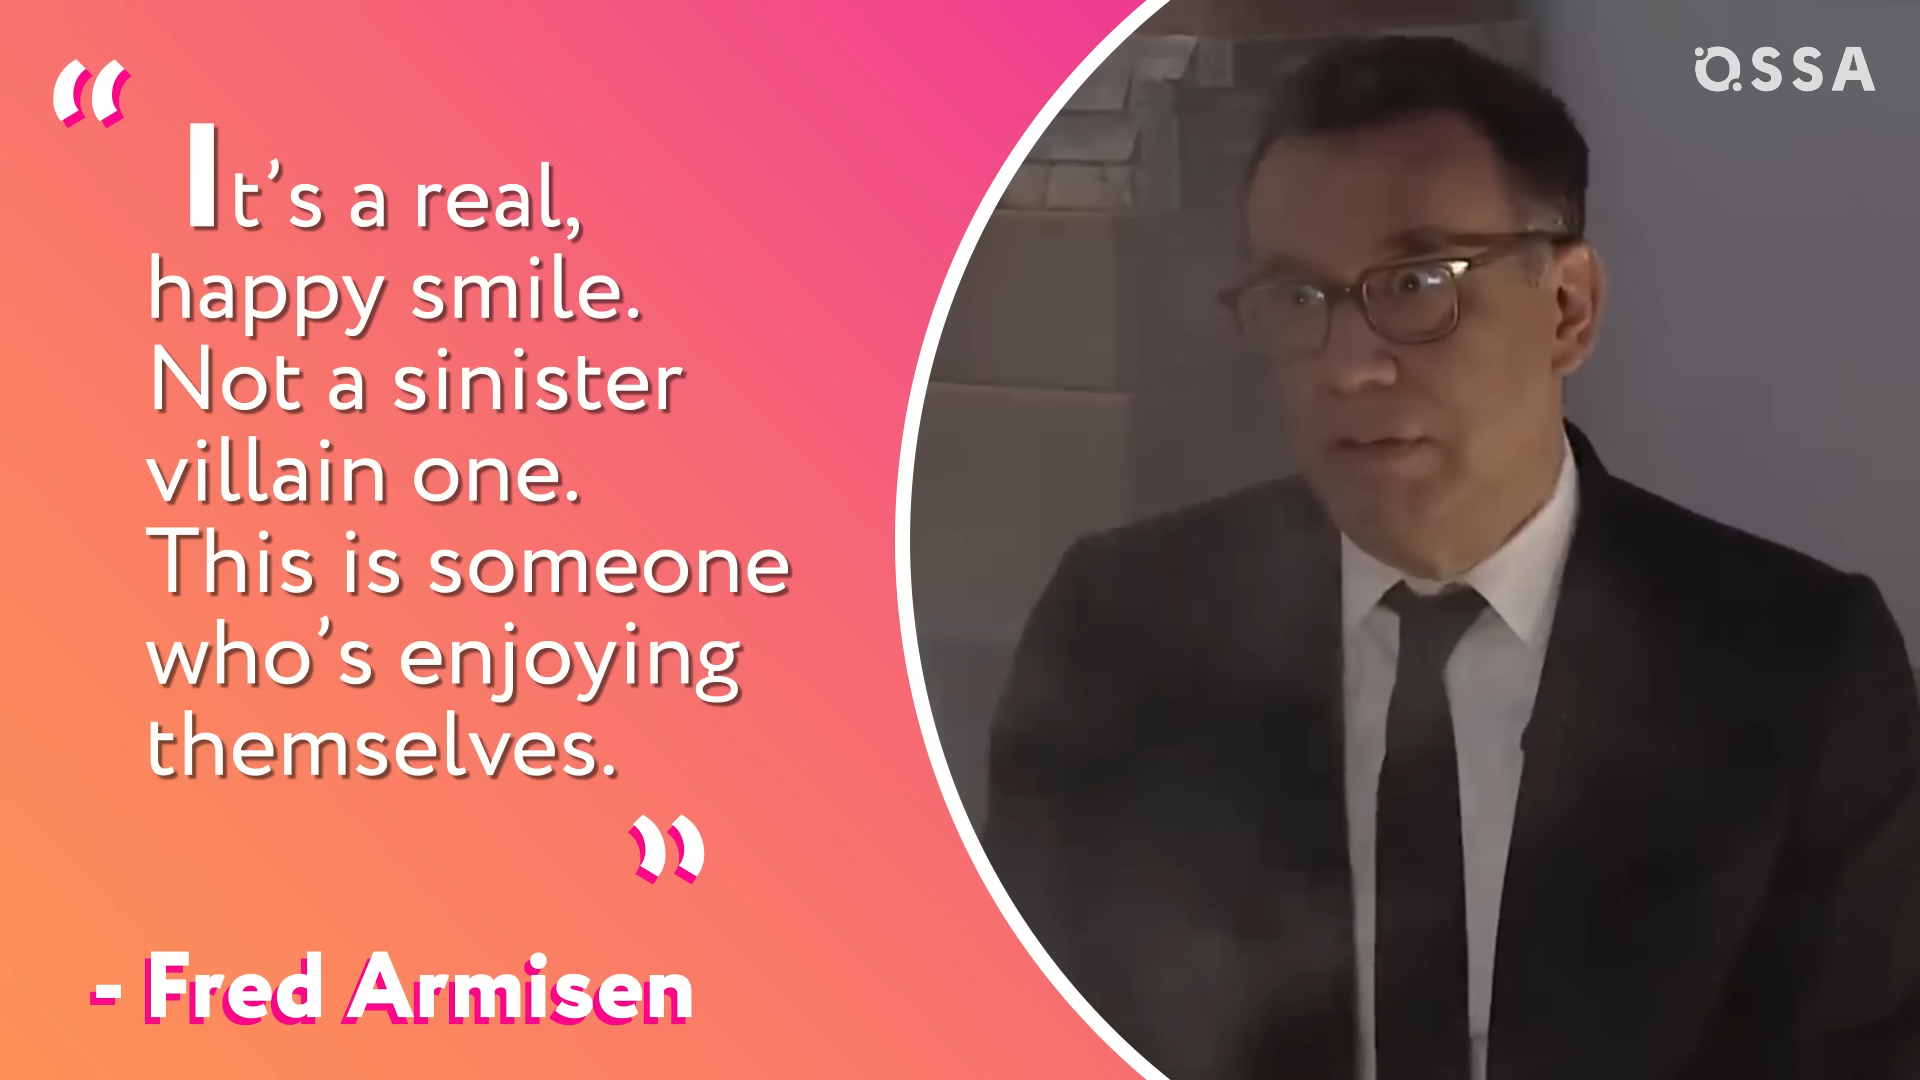 “
It’s a real,
happy smile.
Not a sinister
villain one.
This is someone
who’s enjoying
themselves.
”
- Fred Armisen
OSSA